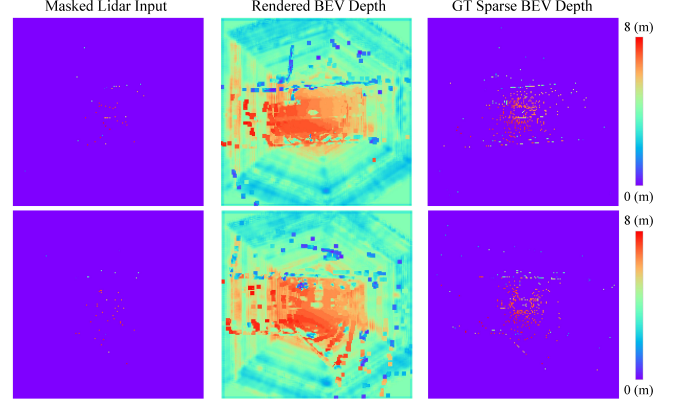 Masked Lidar Input
Rendered BEV Depth
GT Sparse BEV Depth
8 (m)
0 (m)
8 (m)
0 (m)